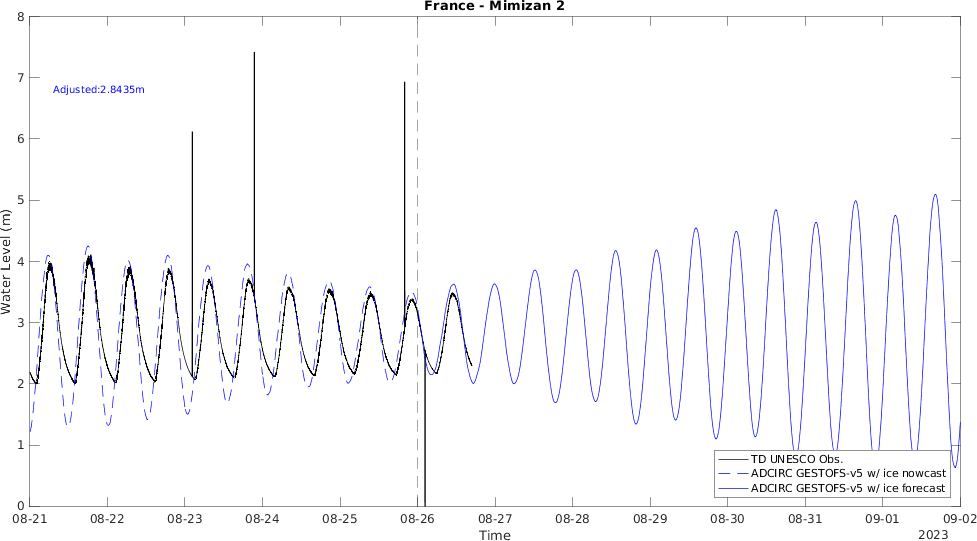 France - Mimizan 2
8
7
6
5
4
3
2
1
0
Water Level (m)
Adjusted:2.8435m
TD UNESCO Obs.
ADCIRC GESTOFS-v5 w/ ice nowcast
ADCIRC GESTOFS-v5 w/ ice forecast
08-21 08-22 08-23 08-24 08-25 08-26 08-27 08-28 08-29 08-30 08-31 09-01 09-02
Time
2023